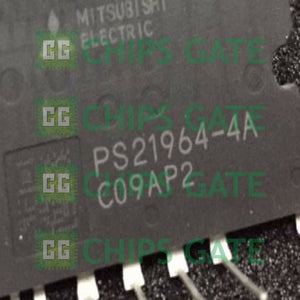 MITSUBISHI
ELECTRIC
CHIPS GATE
CHIPS GATE
PS21964-4A
C09AP2
CHIPS GATE
CHIPS GATE